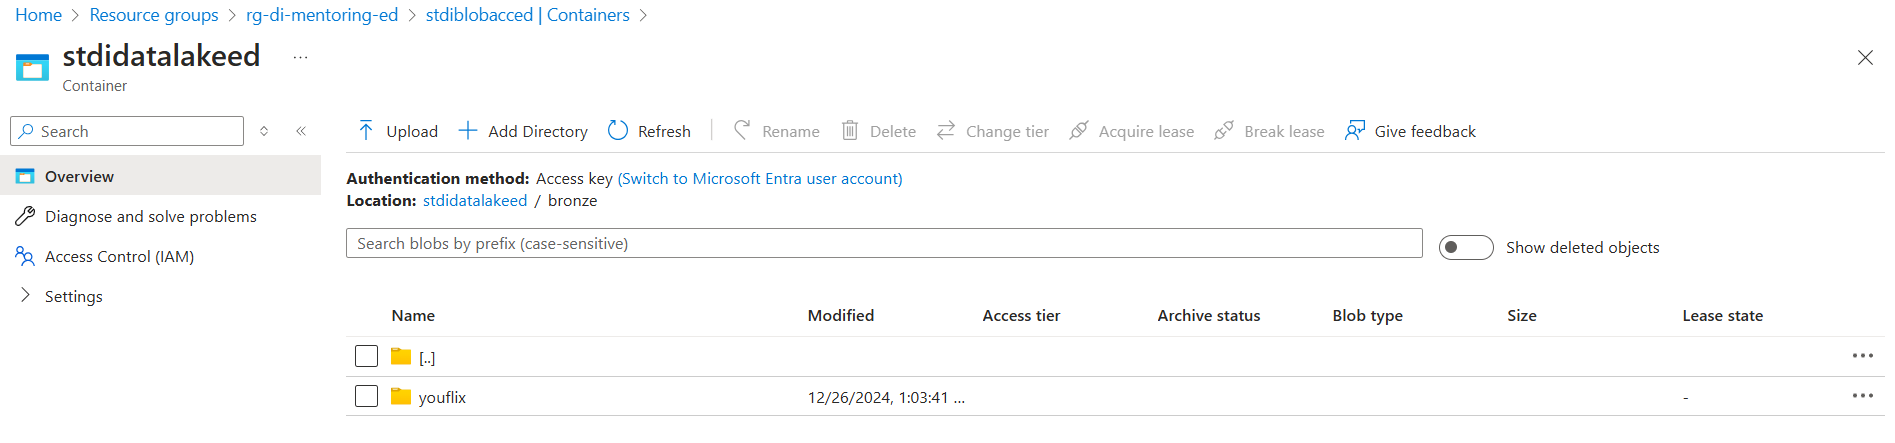 Home > Resource groups > rg-di-mentoring-ed > stdiblobacced | Containers >
stdidatalakeed ...
Container
Search
Overview
Diagnose and solve problems
Access Control (IAM)
Settings
Upload Add Directory Refresh Rename Delete Change tier Acquire lease Break lease Give feedback
Authentication method: Access key (Switch to Microsoft Entra user account)
Location: stdidatalakeed / bronze
Search blobs by prefix (case-sensitive)
Show deleted objects
Name Modified Access tier Archive status Blob type Size Lease state
[..]
youflix 12/26/2024, 1:03:41 ... -